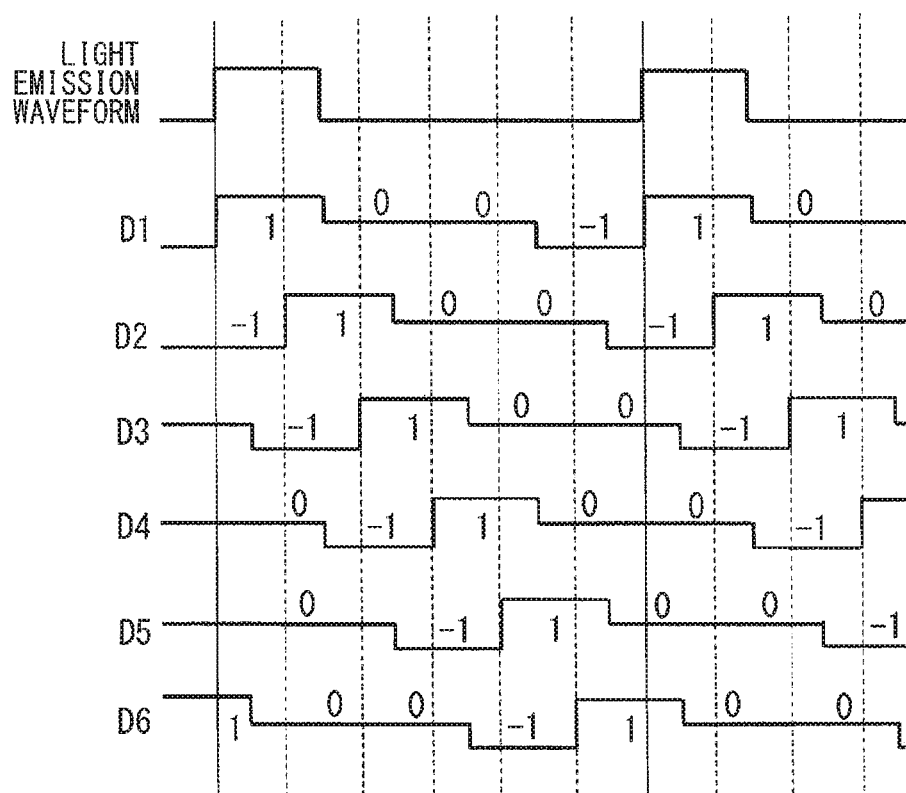 LIGHT
EMISSION
WAVEFORM
D1 1 0 0 -1 1 0
D2 -1 1 0 0 -1 1 0
D3 -1 1 0 0 -1 1
D4 0 -1 1 0 0 -1
D5 0 -1 1 0 0 -1
D6 1 0 0 -1 1 0 0